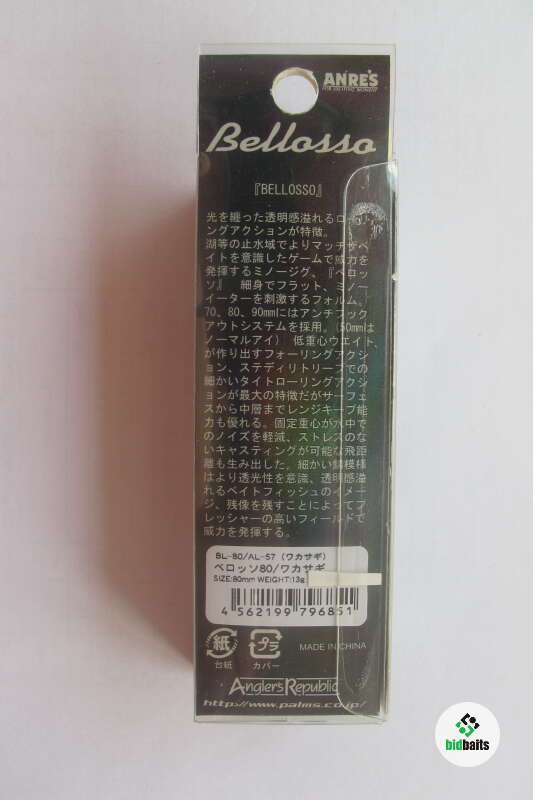 ANRE'S
FOR EXCITING MOMENT
Bellosso
『BELLOSSO』
光を纏った透明感溢れるローリ
ングアクションが特徴。
湖等の止水域でよりマッチザベ
イトを意識したゲームで威力を
発揮するミノージグ、『ベロッ
ソ』 細身でフラット、ミノー
イーターを刺激するフォルム。
70、80、90mmにはアンチフック
アウトシステムを採用。(50mmは
ノーマルアイ) 低重心ウエイト、
が作り出すフォーリングアクシ
ョン、ステディリトリーブでの
細かいタイトローリングアクシ
ョンが最大の特徴だがサーフェ
スから中層までレンジキープ能
力も優れる。固定重心が水中で
のノイズを軽減、ストレスのな
いキャスティングが可能な飛距
離も生み出した。細かい鱗模様
はより透光性を意識、透明感溢
れるベイトフィッシュのイメー
ジ、残像を残すことによってプ
レッシャーの高いフィールドで
威力を発揮する。
BL-80/AL-57 (ワカサギ)
ベロッソ80/ワカサギ
SIZE:80mm WEIGHT:13g
4 562199 796851
紙 プラ MADE IN CHINA
台紙 カバー
Anglers Republic
http://www.palms.co.jp/
bidbaits